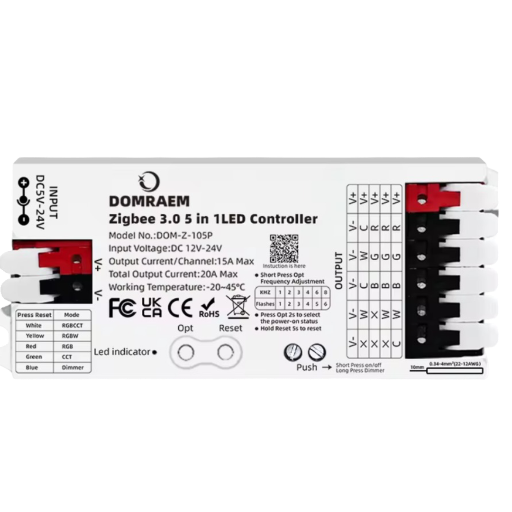 INPUT
DC5V-24V
V+
V-
DOMRAEM
Zigbee 3.0 5 in 1LED Controller
Model No.:DOM-Z-105P
Input Voltage:DC 12V-24V
Output Current/Channel:15A Max
Total Output Current:20A Max
Working Temperature:-20~45℃
FC CE UKCA RoHS
Instuction is here
• Short Press Opt
Frequency Adjustment
KHZ 1 2 3 4 6 8
Flashes 1 2 3 4 5 6
• Press Opt 2s to select
the power-on status
• Hold Reset 5s to reset
Press Reset Mode
White RGBCCT
Yellow RGBW
Red RGB
Green CCT
Blue Dimmer
Led indicator
Opt Reset
Push → Short Press on/off
Long Press Dimmer
OUTPUT
V+ V+ V+ V+ V+
V- C R R R
V- W G G G
V- C B B B
V- X X W W
V- X X X C
10mm